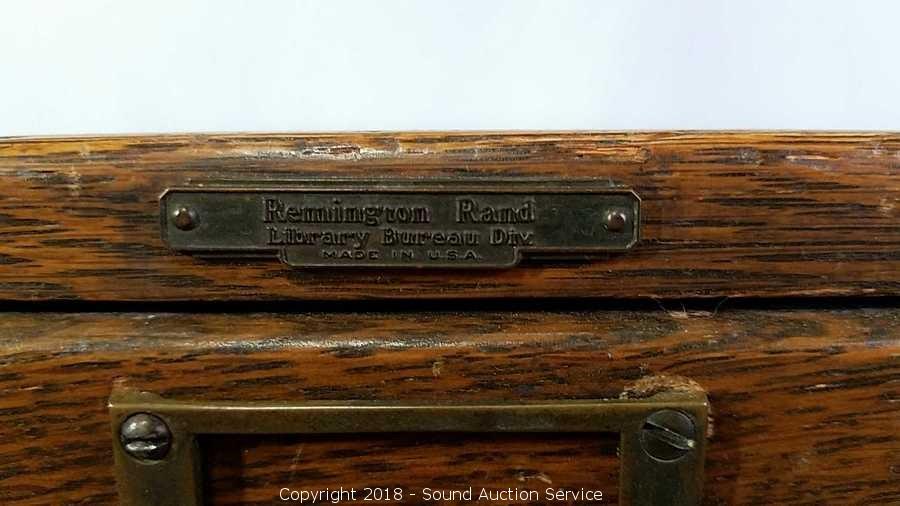 Remington Rand
Library Bureau Div.
MADE IN U.S.A.
Copyright 2018 - Sound Auction Service